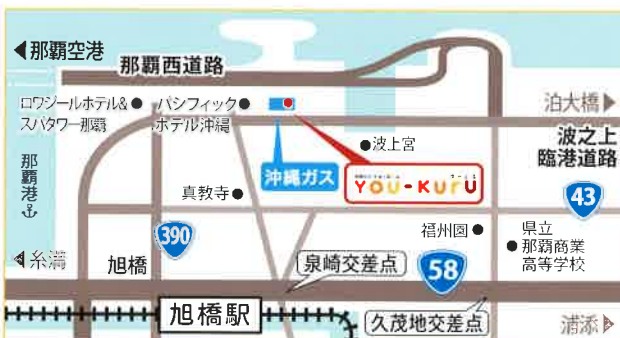 ◀那覇空港
那覇西道路
ロワジールホテル&
スパタワー那覇
パシフィック
ホテル沖縄
泊大橋▶
波之上
臨港道路
波上宮
那覇港
沖縄ガス
YOU-KURU
真教寺
43
福州園
県立
那覇商業
高等学校
390
◀糸満
旭橋
泉崎交差点
58
旭橋駅
久茂地交差点
浦添▶